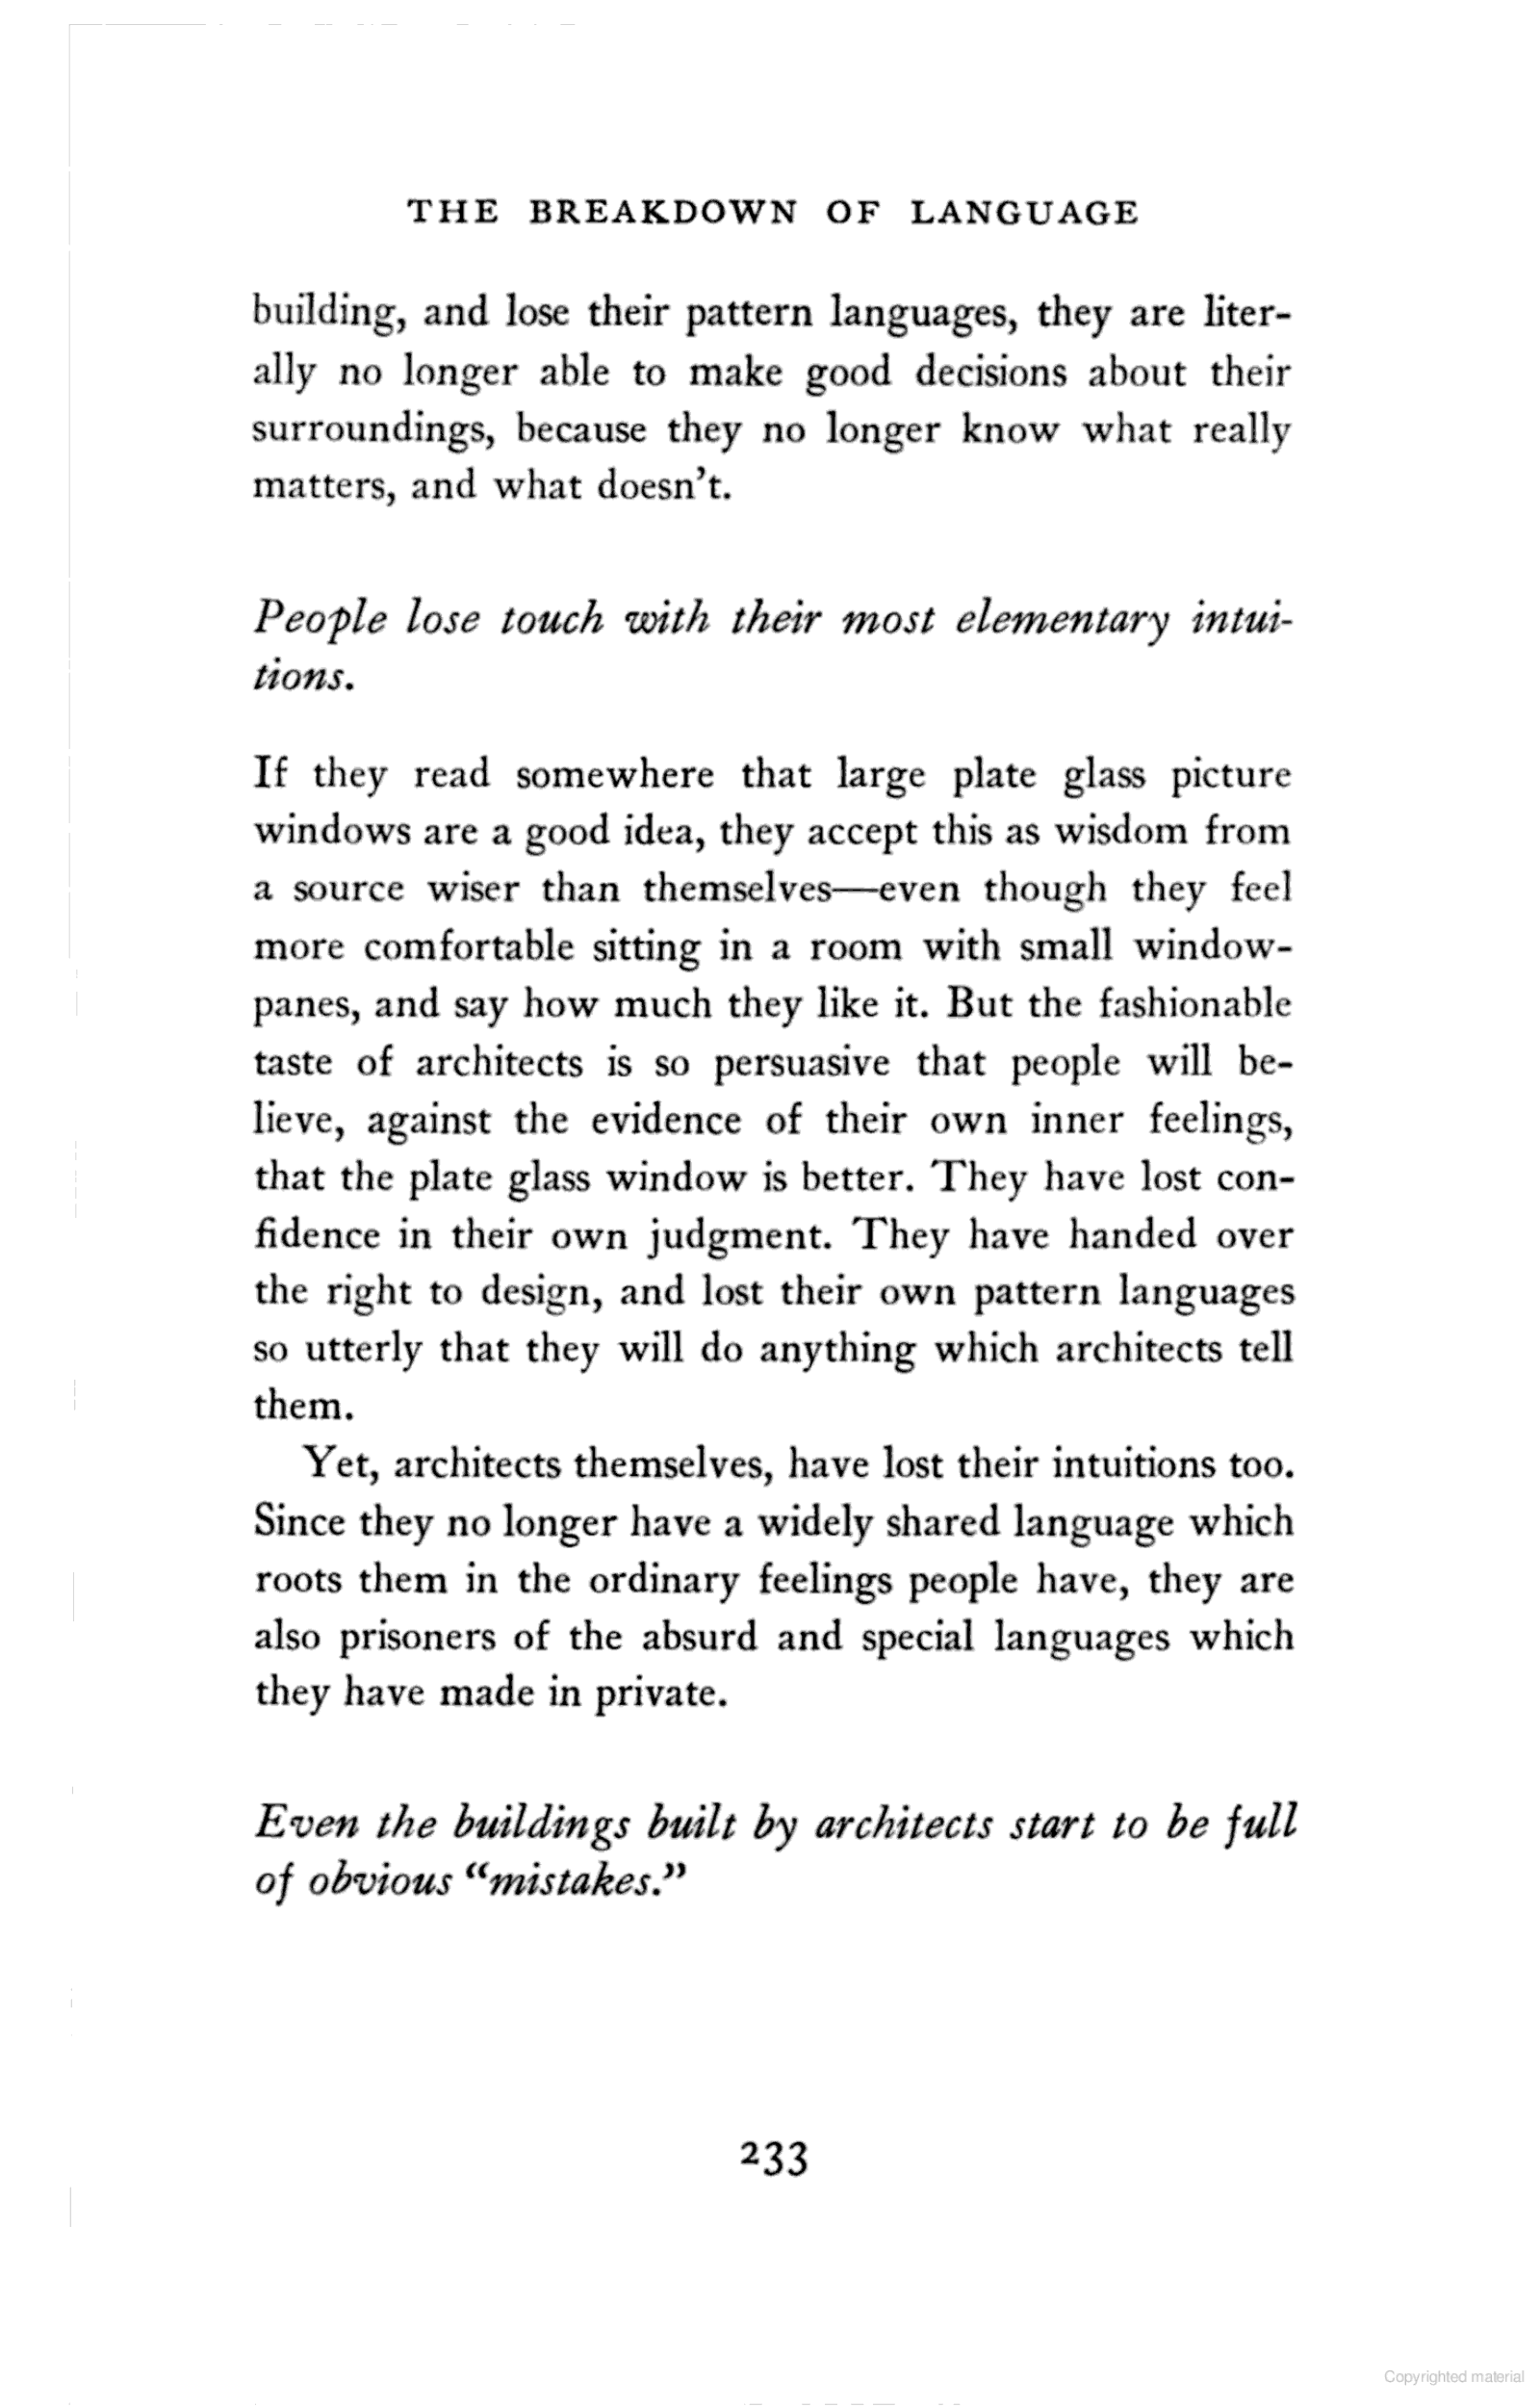 THE BREAKDOWN OF LANGUAGE
building, and lose their pattern languages, they are liter-
ally no longer able to make good decisions about their
surroundings, because they no longer know what really
matters, and what doesn't.
People lose touch with their most elementary intui-
tions.
If they read somewhere that large plate glass picture
windows are a good idea, they accept this as wisdom from
a source wiser than themselves—even though they feel
more comfortable sitting in a room with small window-
panes, and say how much they like it. But the fashionable
taste of architects is so persuasive that people will be-
lieve, against the evidence of their own inner feelings,
that the plate glass window is better. They have lost con-
fidence in their own judgment. They have handed over
the right to design, and lost their own pattern languages
so utterly that they will do anything which architects tell
them.
Yet, architects themselves, have lost their intuitions too.
Since they no longer have a widely shared language which
roots them in the ordinary feelings people have, they are
also prisoners of the absurd and special languages which
they have made in private.
Even the buildings built by architects start to be full
of obvious “mistakes.”
233
Copyrighted material